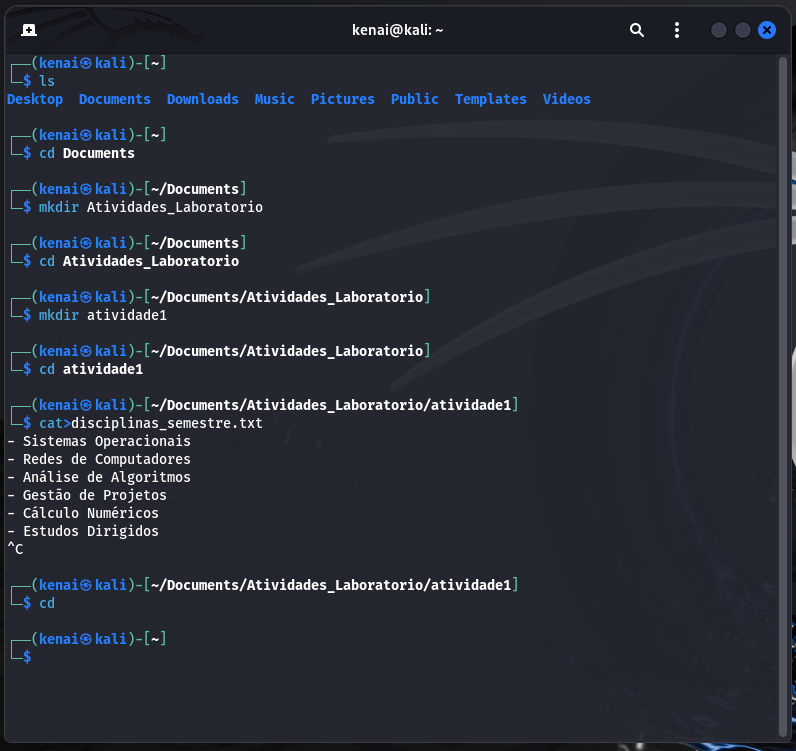 kenai@kali: ~
┌──(kenai㉿kali)-[~]
└─$ ls
Desktop Documents Downloads Music Pictures Public Templates Videos
┌──(kenai㉿kali)-[~]
└─$ cd Documents
┌──(kenai㉿kali)-[~/Documents]
└─$ mkdir Atividades_Laboratorio
┌──(kenai㉿kali)-[~/Documents]
└─$ cd Atividades_Laboratorio
┌──(kenai㉿kali)-[~/Documents/Atividades_Laboratorio]
└─$ mkdir atividade1
┌──(kenai㉿kali)-[~/Documents/Atividades_Laboratorio]
└─$ cd atividade1
┌──(kenai㉿kali)-[~/Documents/Atividades_Laboratorio/atividade1]
└─$ cat>disciplinas_semestre.txt
- Sistemas Operacionais
- Redes de Computadores
- Análise de Algoritmos
- Gestão de Projetos
- Cálculo Numéricos
- Estudos Dirigidos
^C
┌──(kenai㉿kali)-[~/Documents/Atividades_Laboratorio/atividade1]
└─$ cd
┌──(kenai㉿kali)-[~]
└─$